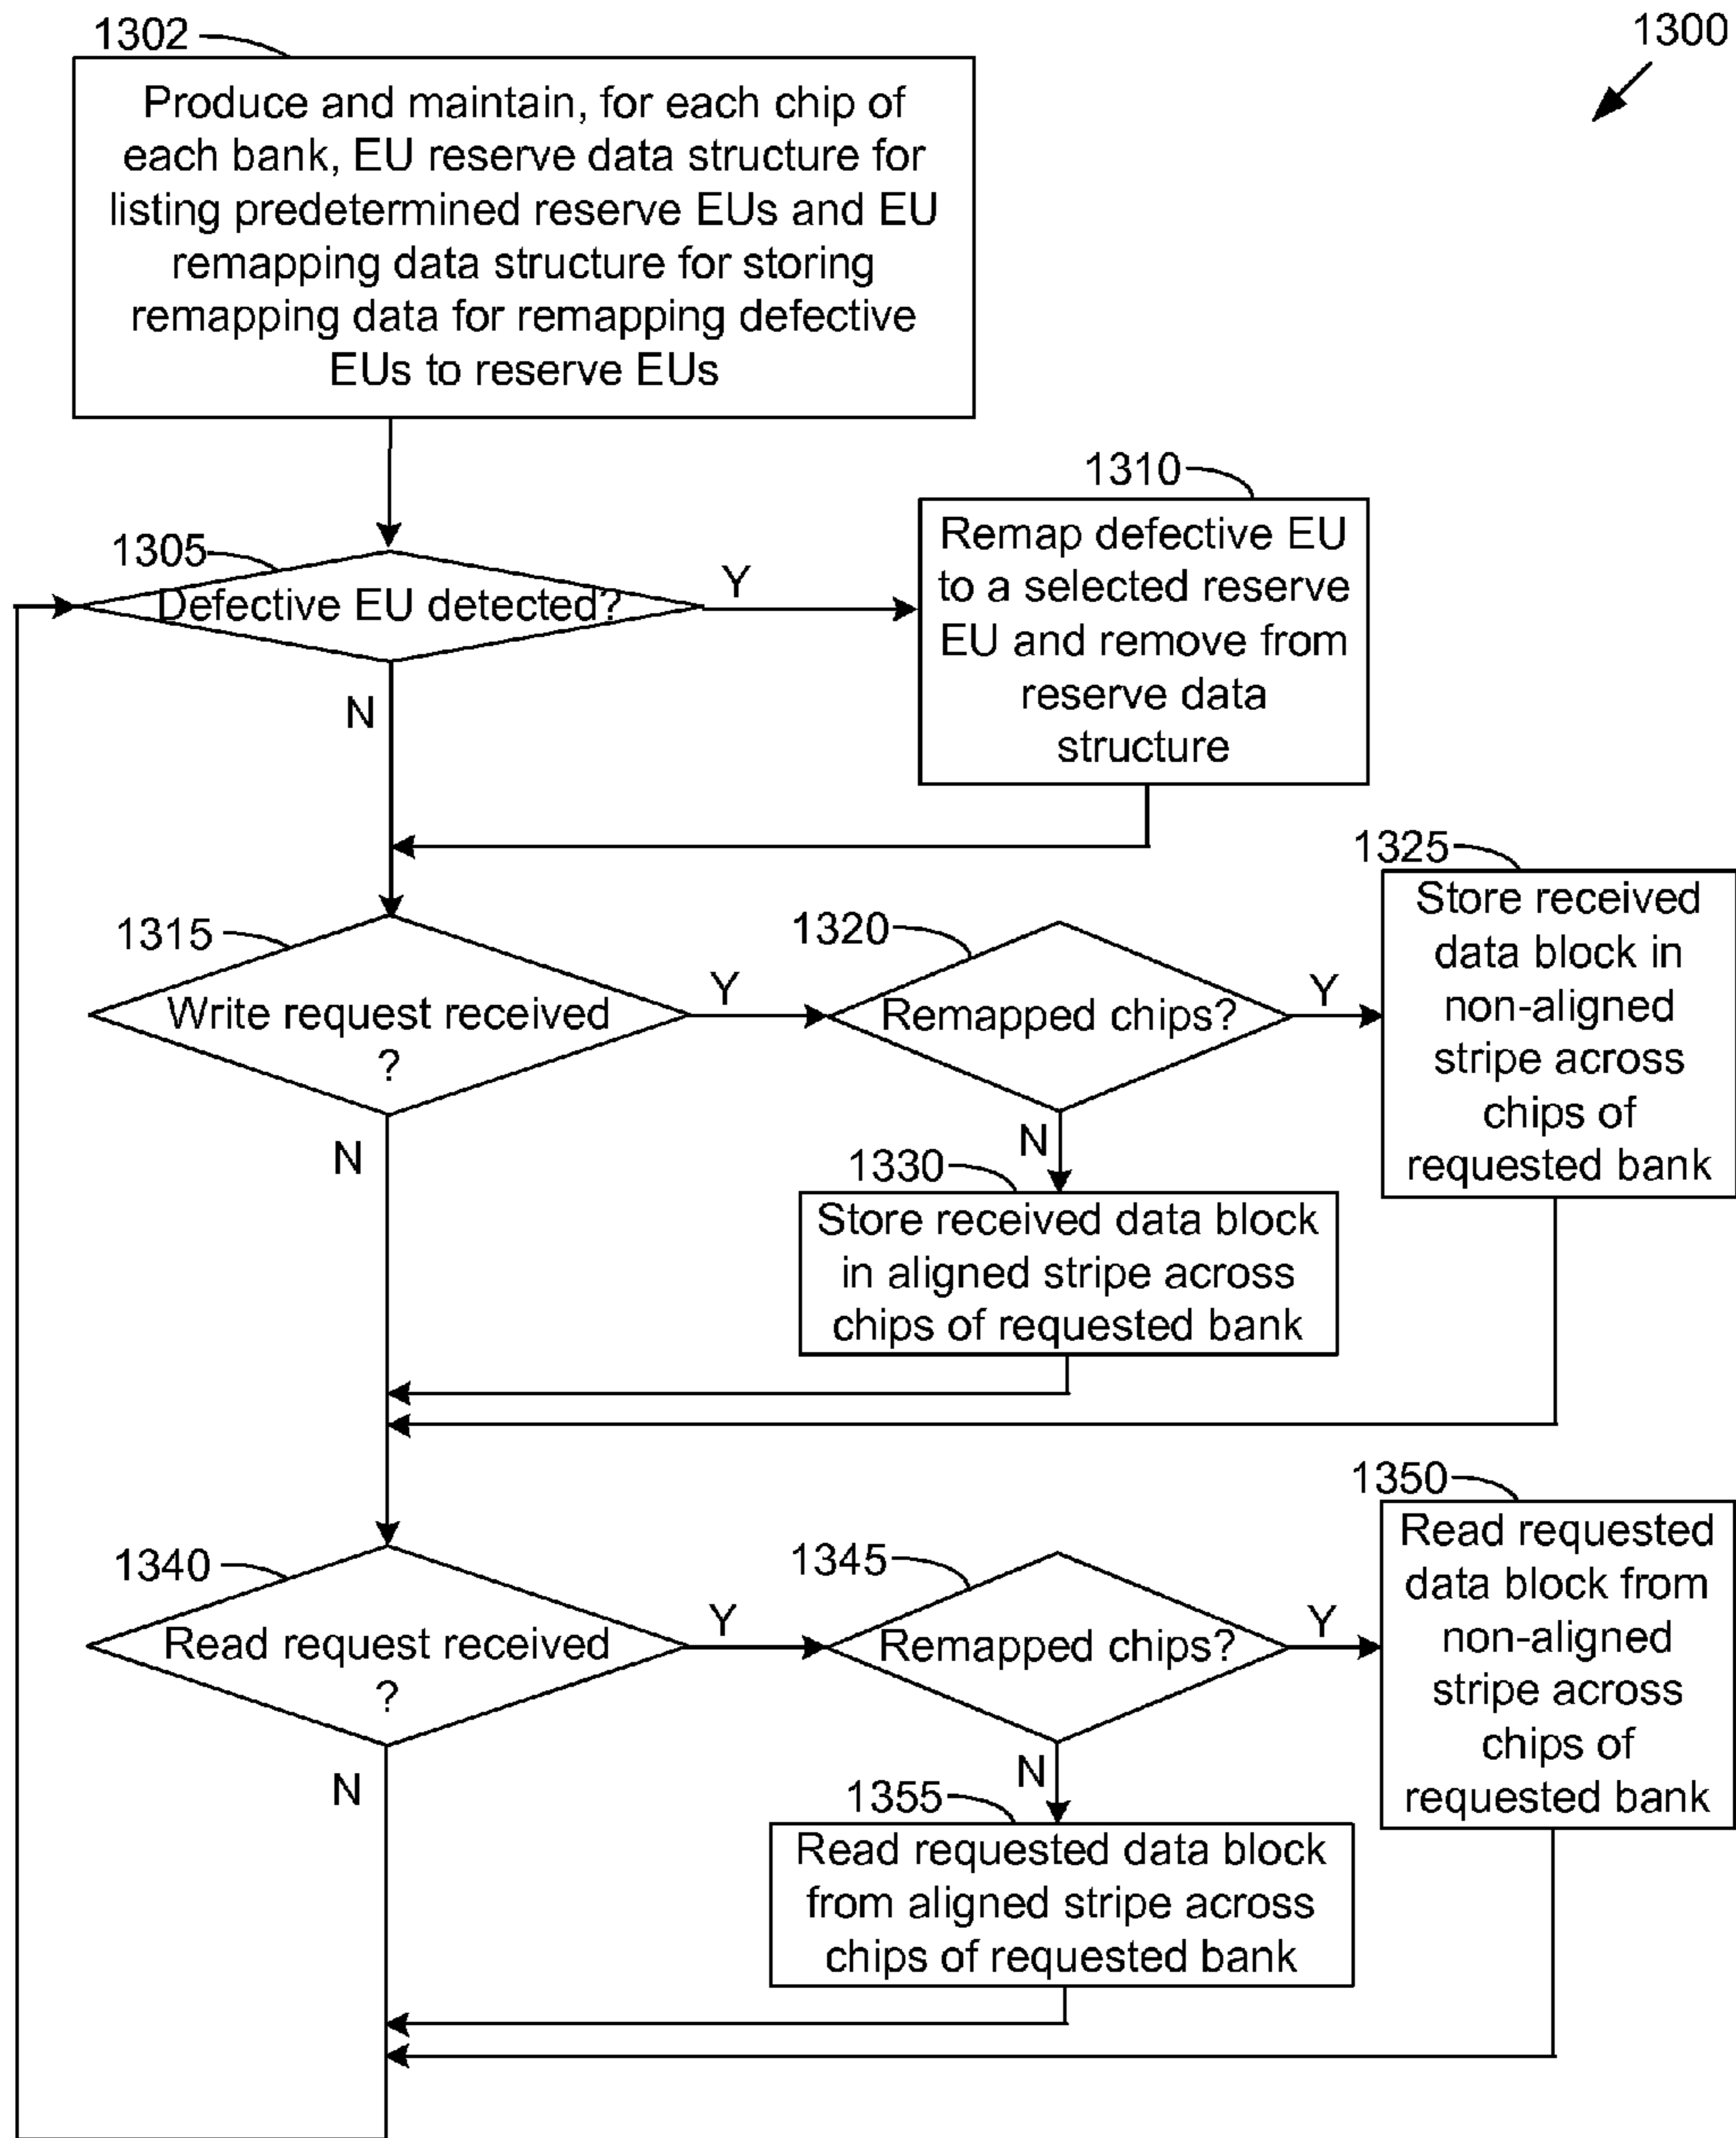 1302
1300
Produce and maintain, for each chip of
each bank, EU reserve data structure for
listing predetermined reserve EUs and EU
remapping data structure for storing
remapping data for remapping defective
EUs to reserve EUs
1305
Defective EU detected?
Y
N
1310
Remap defective EU
to a selected reserve
EU and remove from
reserve data
structure
1315
Write request received
?
Y
N
1320
Remapped chips?
Y
N
1325
Store received
data block in
non-aligned
stripe across
chips of
requested bank
1330
Store received data block
in aligned stripe across
chips of requested bank
1340
Read request received
?
Y
N
1345
Remapped chips?
Y
N
1350
Read requested
data block from
non-aligned
stripe across
chips of
requested bank
1355
Read requested data block
from aligned stripe across
chips of requested bank